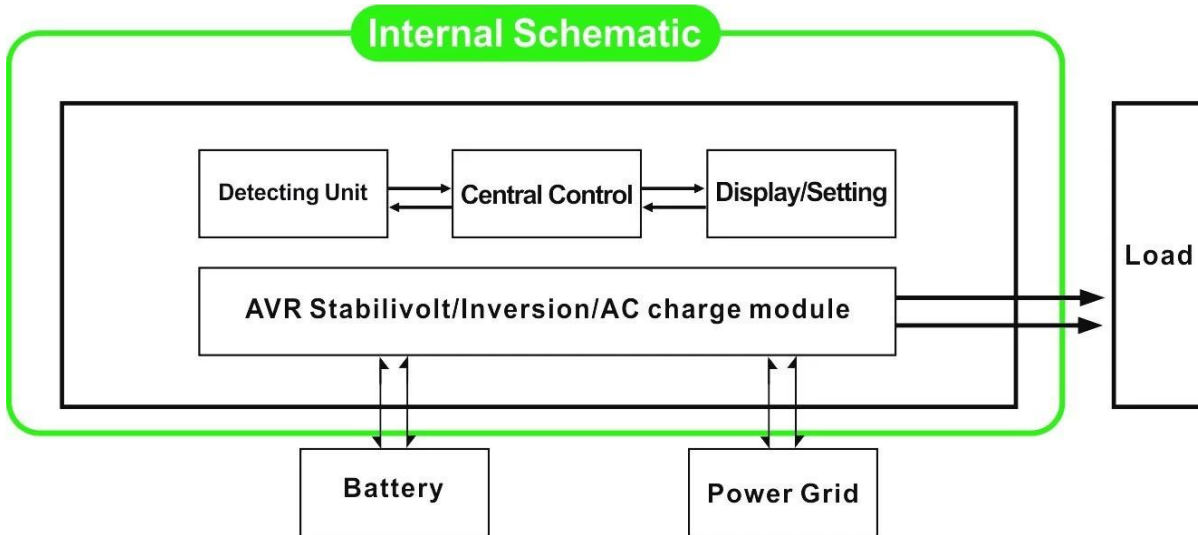 Internal Schematic
Detecting Unit
Central Control
Display/Setting
AVR Stabilivolt/Inversion/AC charge module
Load
Battery
Power Grid